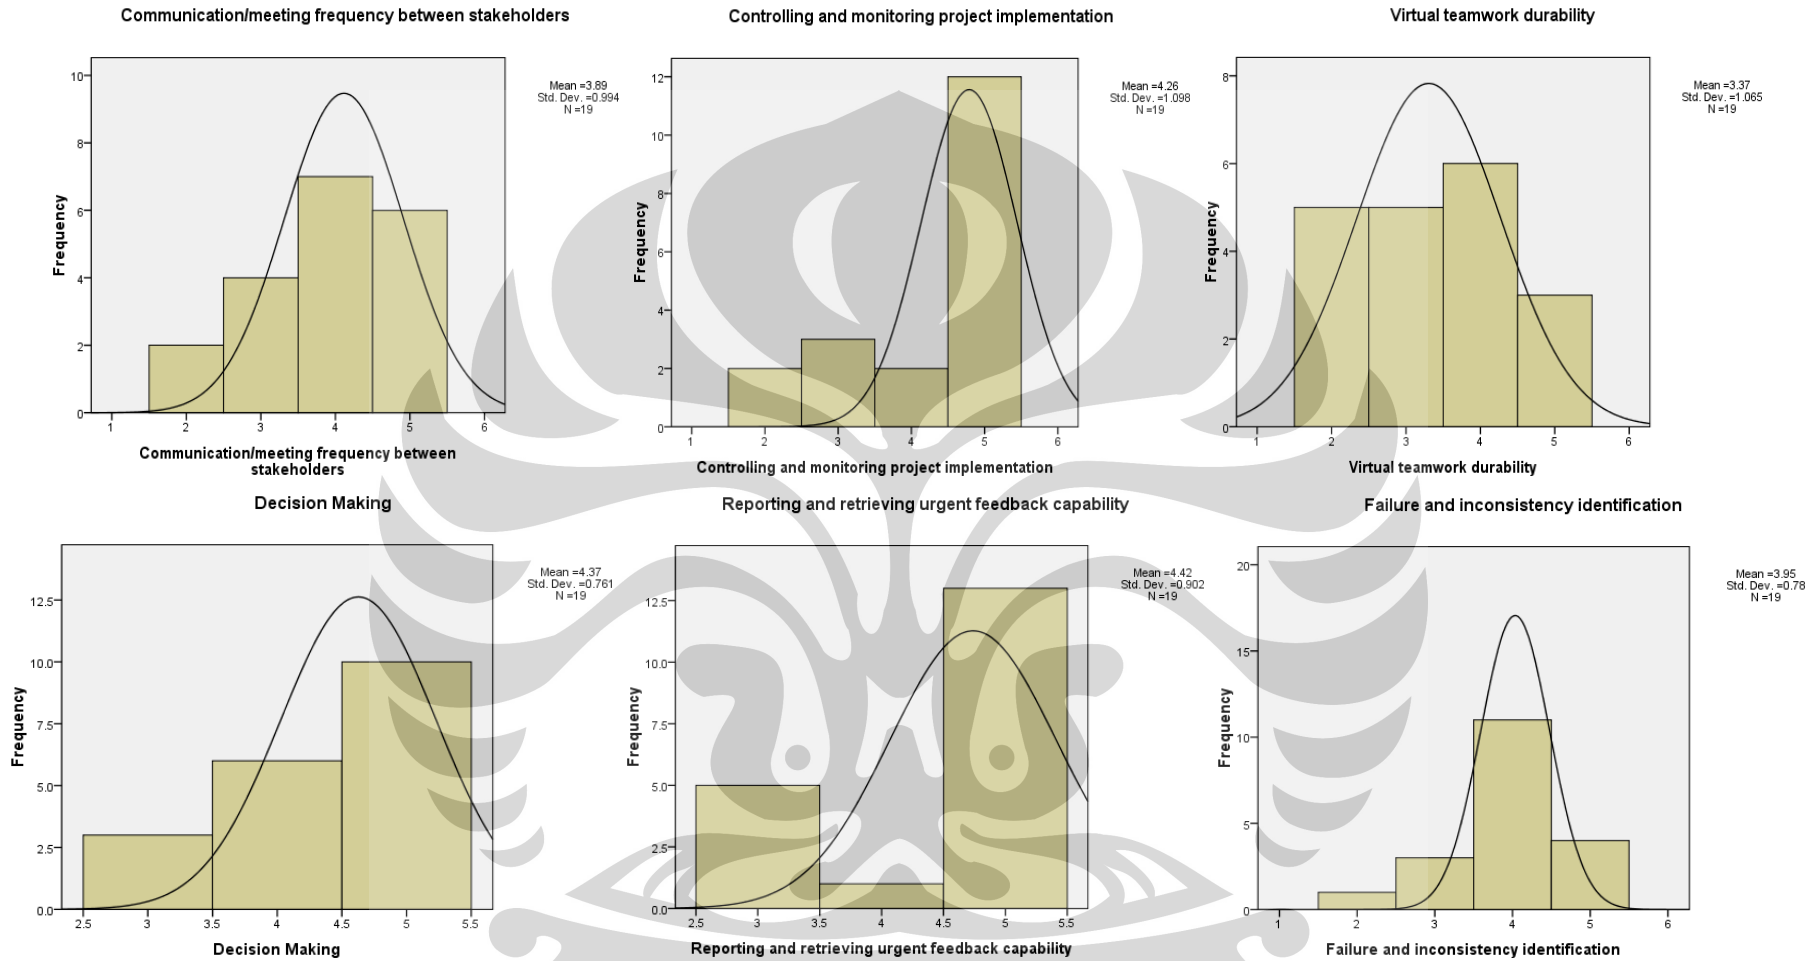 Communication/meeting frequency between stakeholders
Mean =3.89
Std. Dev. =0.994
N =19
Frequency
10
8
6
4
2
0
1 2 3 4 5 6
Communication/meeting frequency between
stakeholders
Controlling and monitoring project implementation
Mean =4.26
Std. Dev. =1.098
N =19
Frequency
12
10
8
6
4
2
0
1 2 3 4 5 6
Controlling and monitoring project implementation
Virtual teamwork durability
Mean =3.37
Std. Dev. =1.065
N =19
Frequency
8
6
4
2
0
1 2 3 4 5 6
Virtual teamwork durability
Decision Making
Mean =4.37
Std. Dev. =0.761
N =19
Frequency
12.5
10.0
7.5
5.0
2.5
0.0
2.5 3 3.5 4 4.5 5 5.5
Decision Making
Reporting and retrieving urgent feedback capability
Mean =4.42
Std. Dev. =0.902
N =19
Frequency
12.5
10.0
7.5
5.0
2.5
0.0
2.5 3 3.5 4 4.5 5 5.5
Reporting and retrieving urgent feedback capability
Failure and inconsistency identification
Mean =3.95
Std. Dev. =0.78
N =19
Frequency
20
15
10
5
0
1 2 3 4 5 6
Failure and inconsistency identification